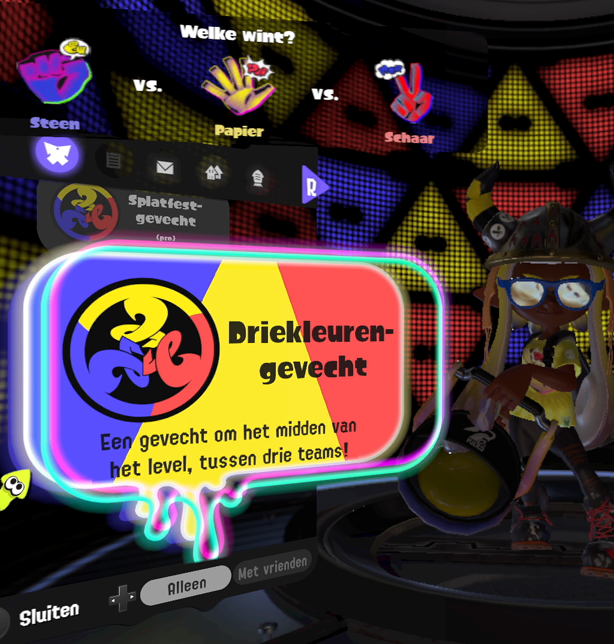 Welke wint?
vs.
vs.
Steen
Papier
Schaar
R
Splatfest-
gevecht
(pro)
Driekleuren-
gevecht
Een gevecht om het midden van
het level, tussen drie teams!
Sluiten
Alleen
Met vrienden